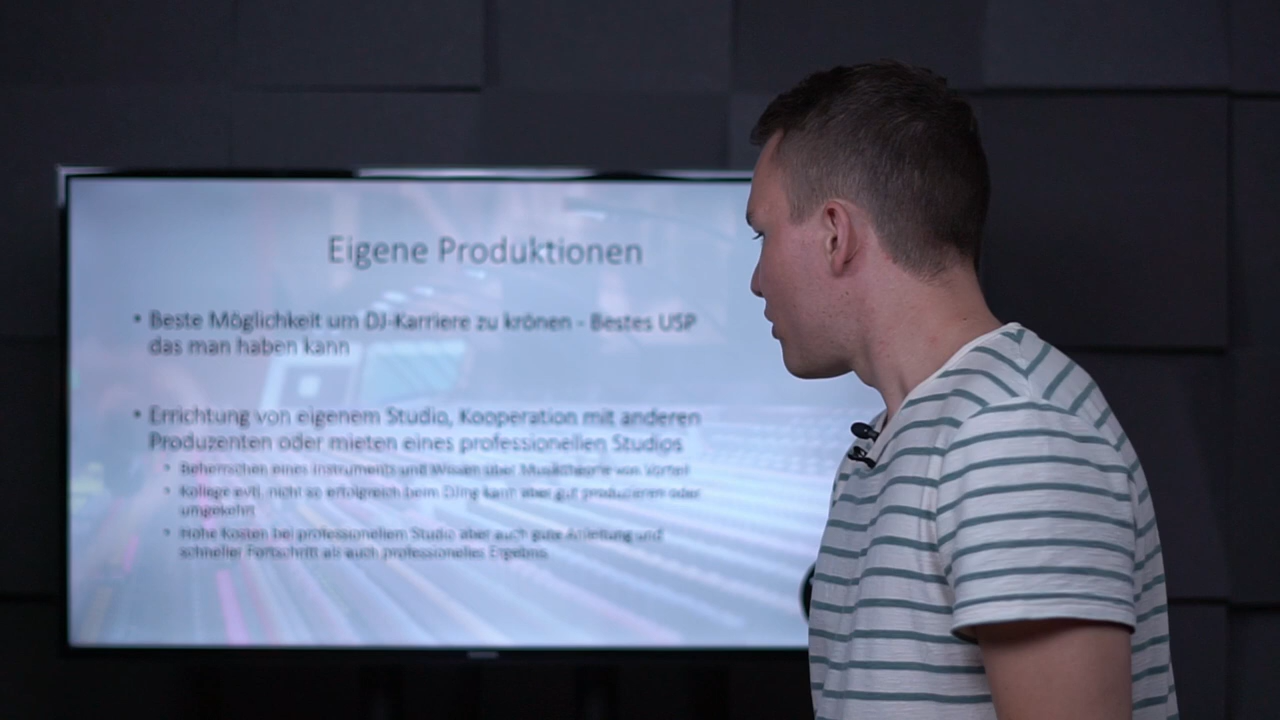 Eigene Produktionen
• Beste Möglichkeit um DJ-Karriere zu krönen - Bestes USP
das man haben kann
• Errichtung von eigenem Studio, Kooperation mit anderen
Produzenten oder mieten eines professionellen Studios
• Beherrschen eines Instruments und Wissen über Musiktheorie von Vorteil
• Kollege evtl. nicht so erfolgreich beim DJing kann aber gut produzieren oder
umgekehrt
• Hohe Kosten bei professionellem Studio aber auch gute Anleitung und
schneller Fortschritt als auch professionelles Ergebnis